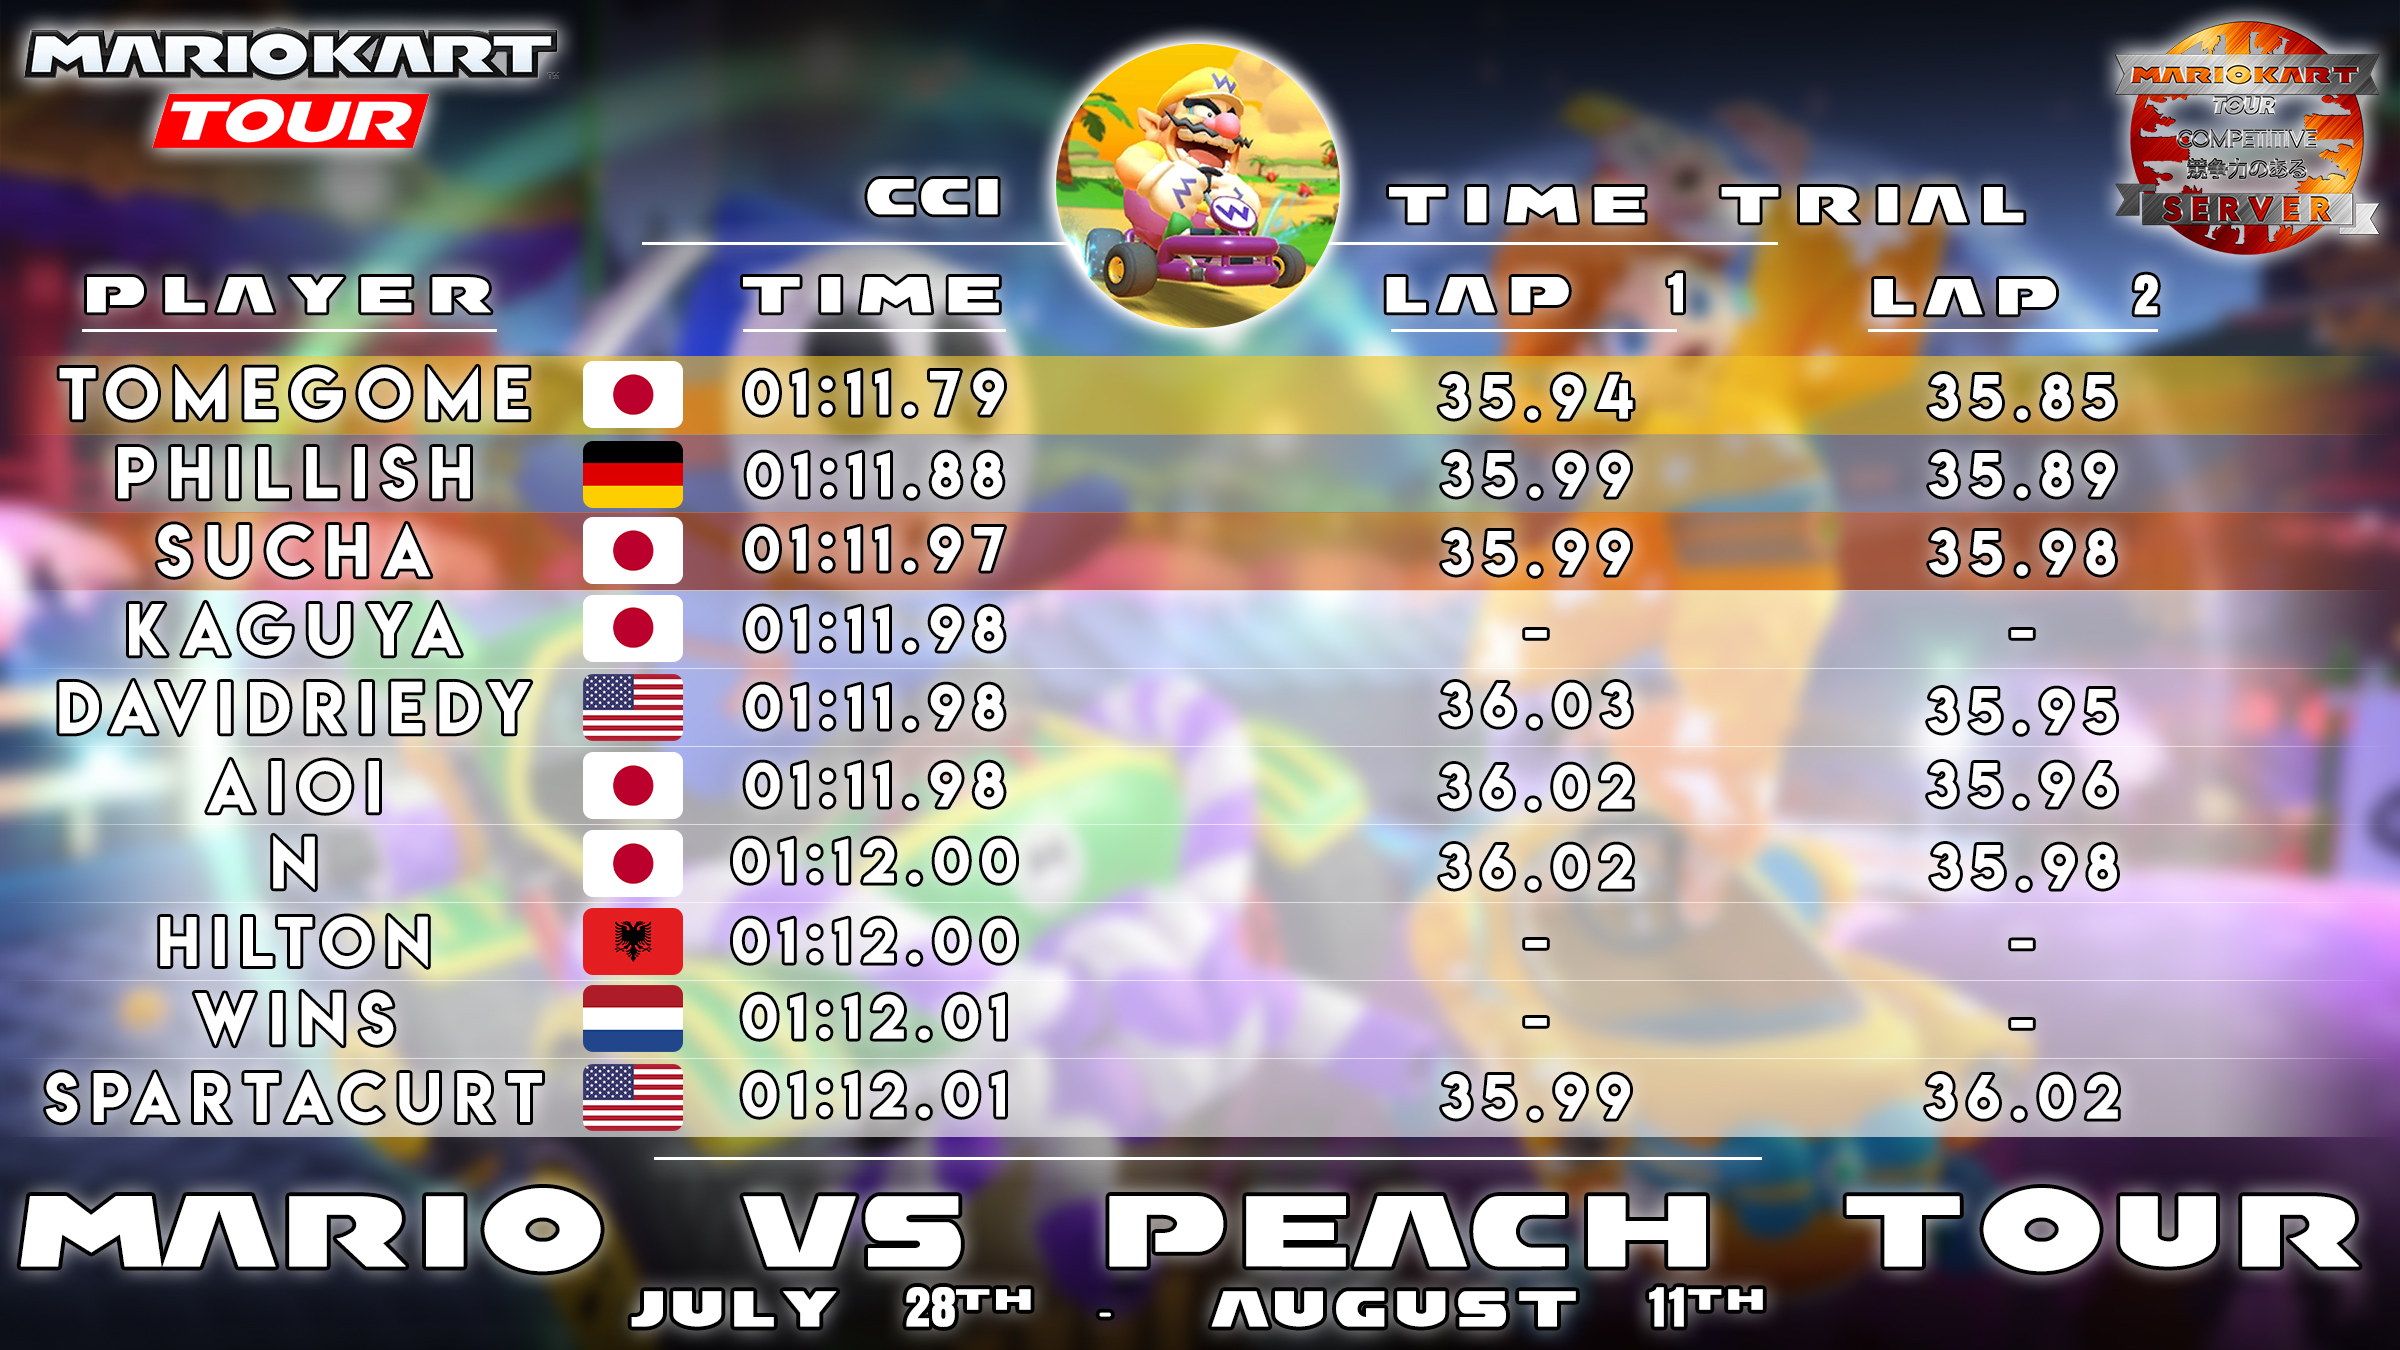 MARIOKART™
TOUR
MARIOKART
TOUR
COMPETITIVE
競争力のある
SERVER
CCI TIME TRIAL
PLAYER TIME LAP 1 LAP 2
TOMEGOME 01:11.79 35.94 35.85
PHILLISH 01:11.88 35.99 35.89
SUCHA 01:11.97 35.99 35.98
KAGUYA 01:11.98 - -
DAVIDRIEDY 01:11.98 36.03 35.95
AIOI 01:11.98 36.02 35.96
N 01:12.00 36.02 35.98
HILTON 01:12.00 - -
WINS 01:12.01 - -
SPARTACURT 01:12.01 35.99 36.02
MARIO VS PEACH TOUR
JULY 28TH - AUGUST 11TH